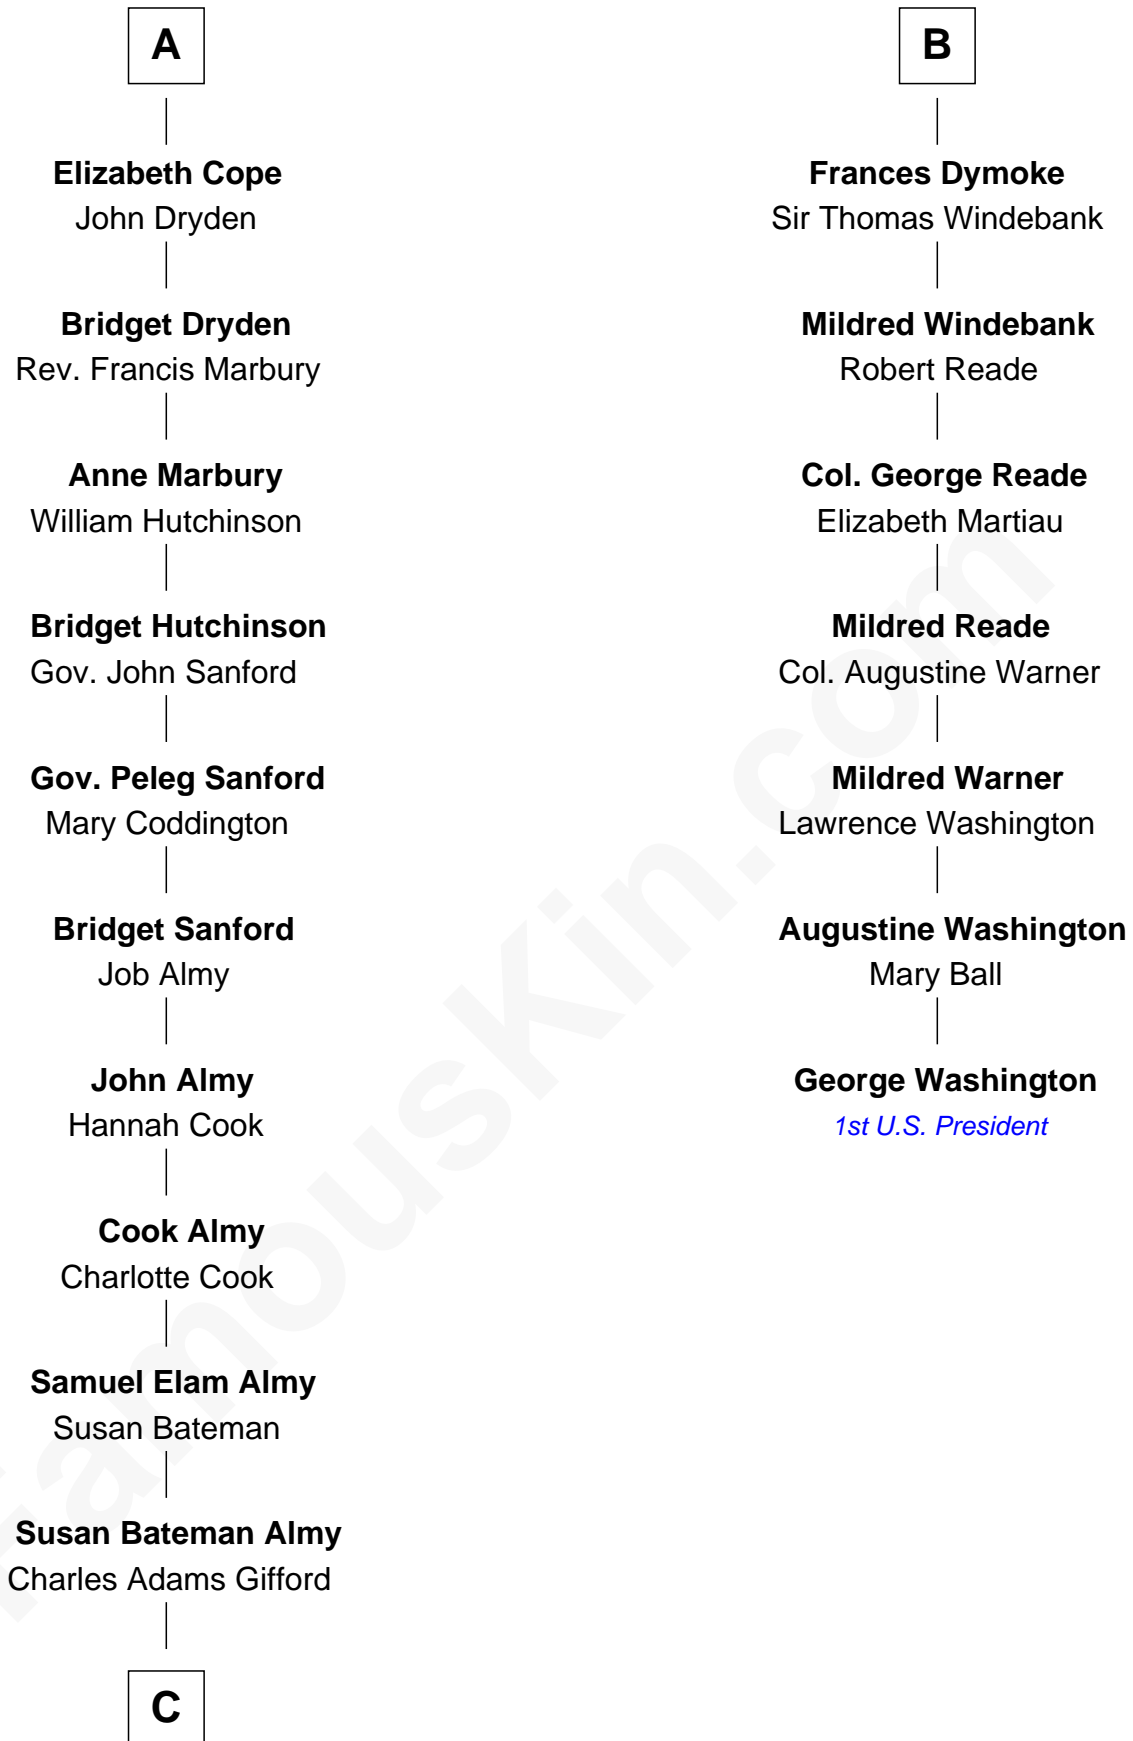 A
Elizabeth Cope
John Dryden
Bridget Dryden
Rev. Francis Marbury
Anne Marbury
William Hutchinson
Bridget Hutchinson
Gov. John Sanford
Gov. Peleg Sanford
Mary Coddington
Bridget Sanford
Job Almy
John Almy
Hannah Cook
Cook Almy
Charlotte Cook
Samuel Elam Almy
Susan Bateman
Susan Bateman Almy
Charles Adams Gifford
C
B
Frances Dymoke
Sir Thomas Windebank
Mildred Windebank
Robert Reade
Col. George Reade
Elizabeth Martiau
Mildred Reade
Col. Augustine Warner
Mildred Warner
Lawrence Washington
Augustine Washington
Mary Ball
George Washington
1st U.S. President
FamousKin.com